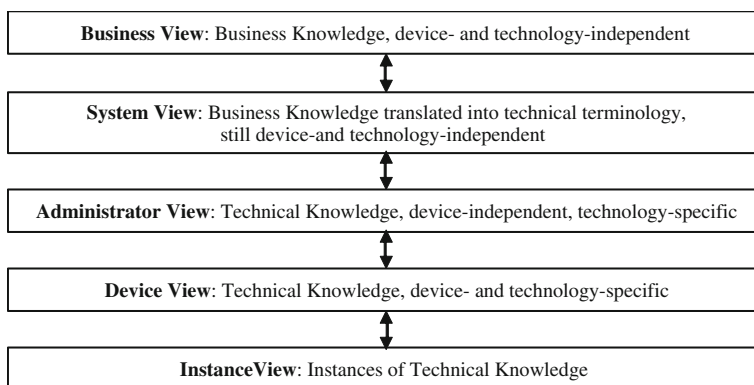 Business View: Business Knowledge, device- and technology-independent
System View: Business Knowledge translated into technical terminology,
still device-and technology-independent
Administrator View: Technical Knowledge, device-independent, technology-specific
Device View: Technical Knowledge, device- and technology-specific
InstanceView: Instances of Technical Knowledge